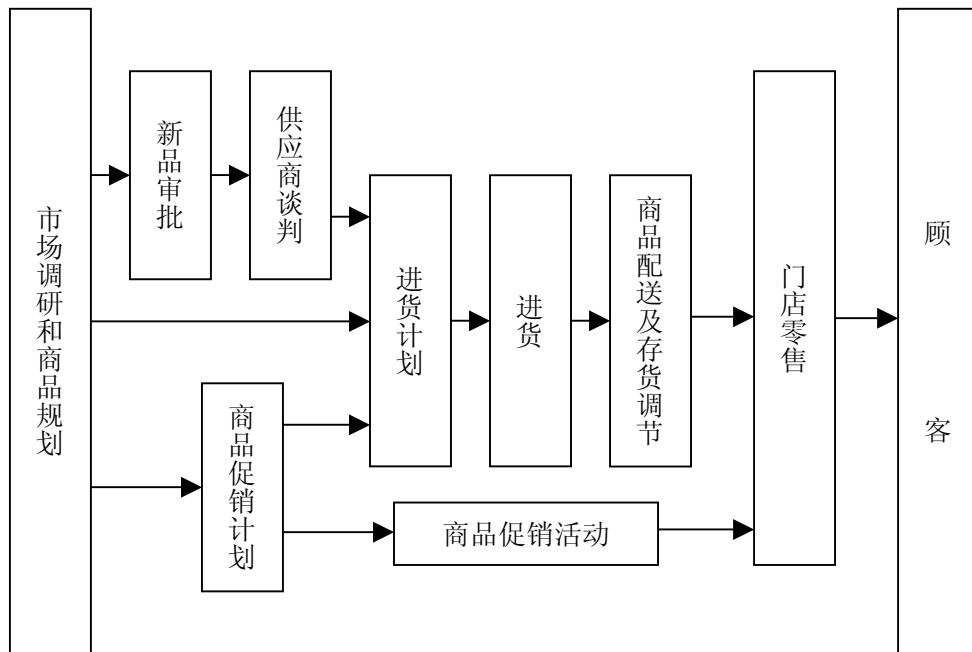 市场调研和商品规划
新品审批
供应商谈判
进货计划
进货
商品配送及存货调节
商品促销计划
商品促销活动
门店零售
顾客